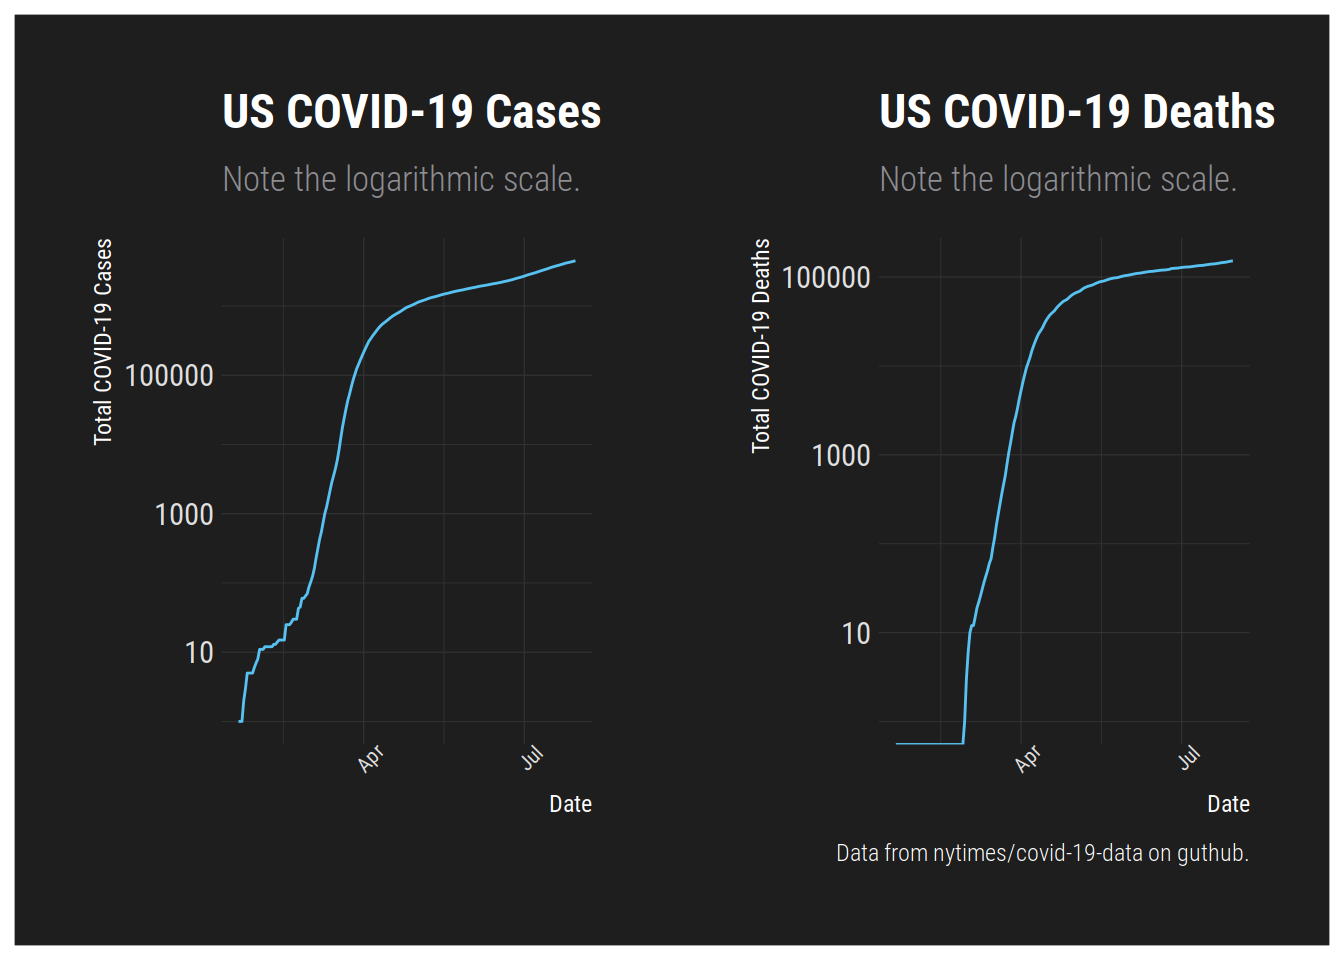 US COVID-19 Cases
Note the logarithmic scale.
Total COVID-19 Cases
100000
1000
10
Apr
Jul
Date
US COVID-19 Deaths
Note the logarithmic scale.
Total COVID-19 Deaths
100000
1000
10
Apr
Jul
Date
Data from nytimes/covid-19-data on guthub.